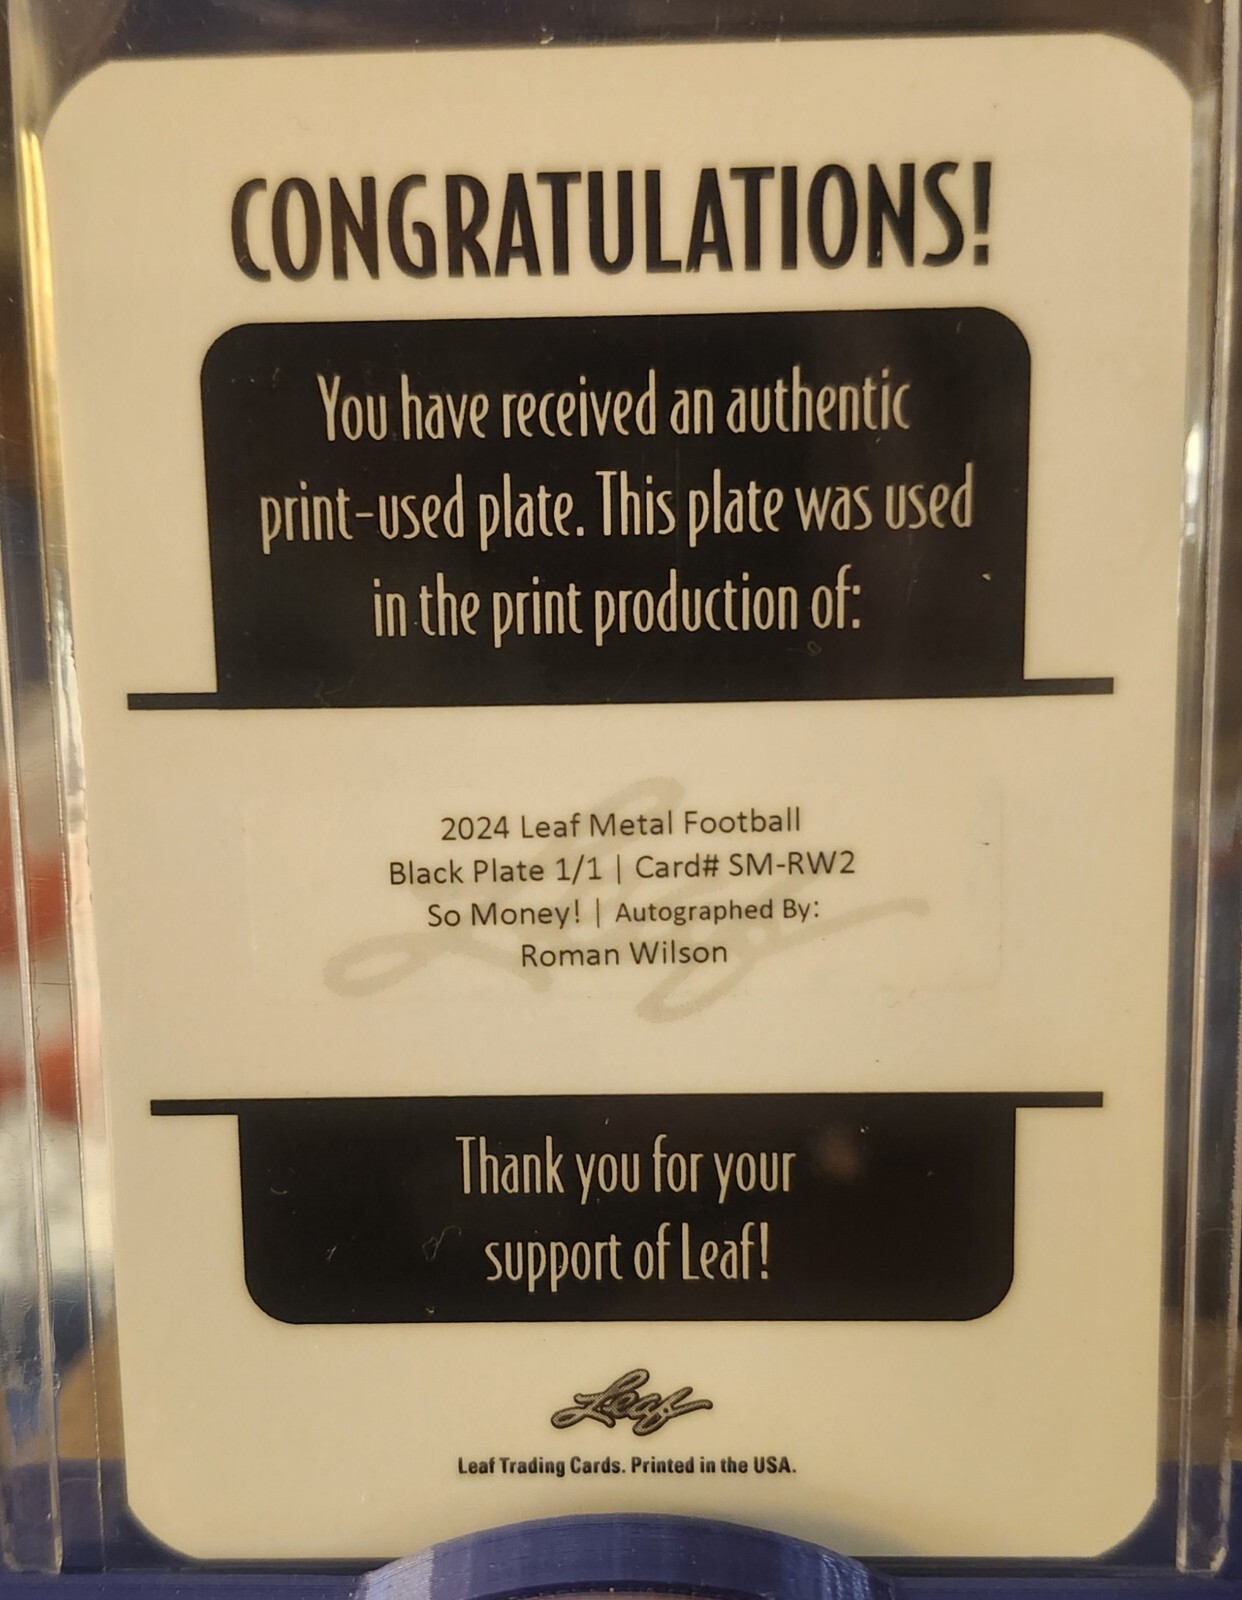 CONGRATULATIONS!
You have received an authentic
print-used plate. This plate was used
in the print production of:
2024 Leaf Metal Football
Black Plate 1/1 | Card# SM-RW2
So Money! | Autographed By:
Roman Wilson
Thank you for your
support of Leaf!
Leaf
Leaf Trading Cards. Printed in the USA.